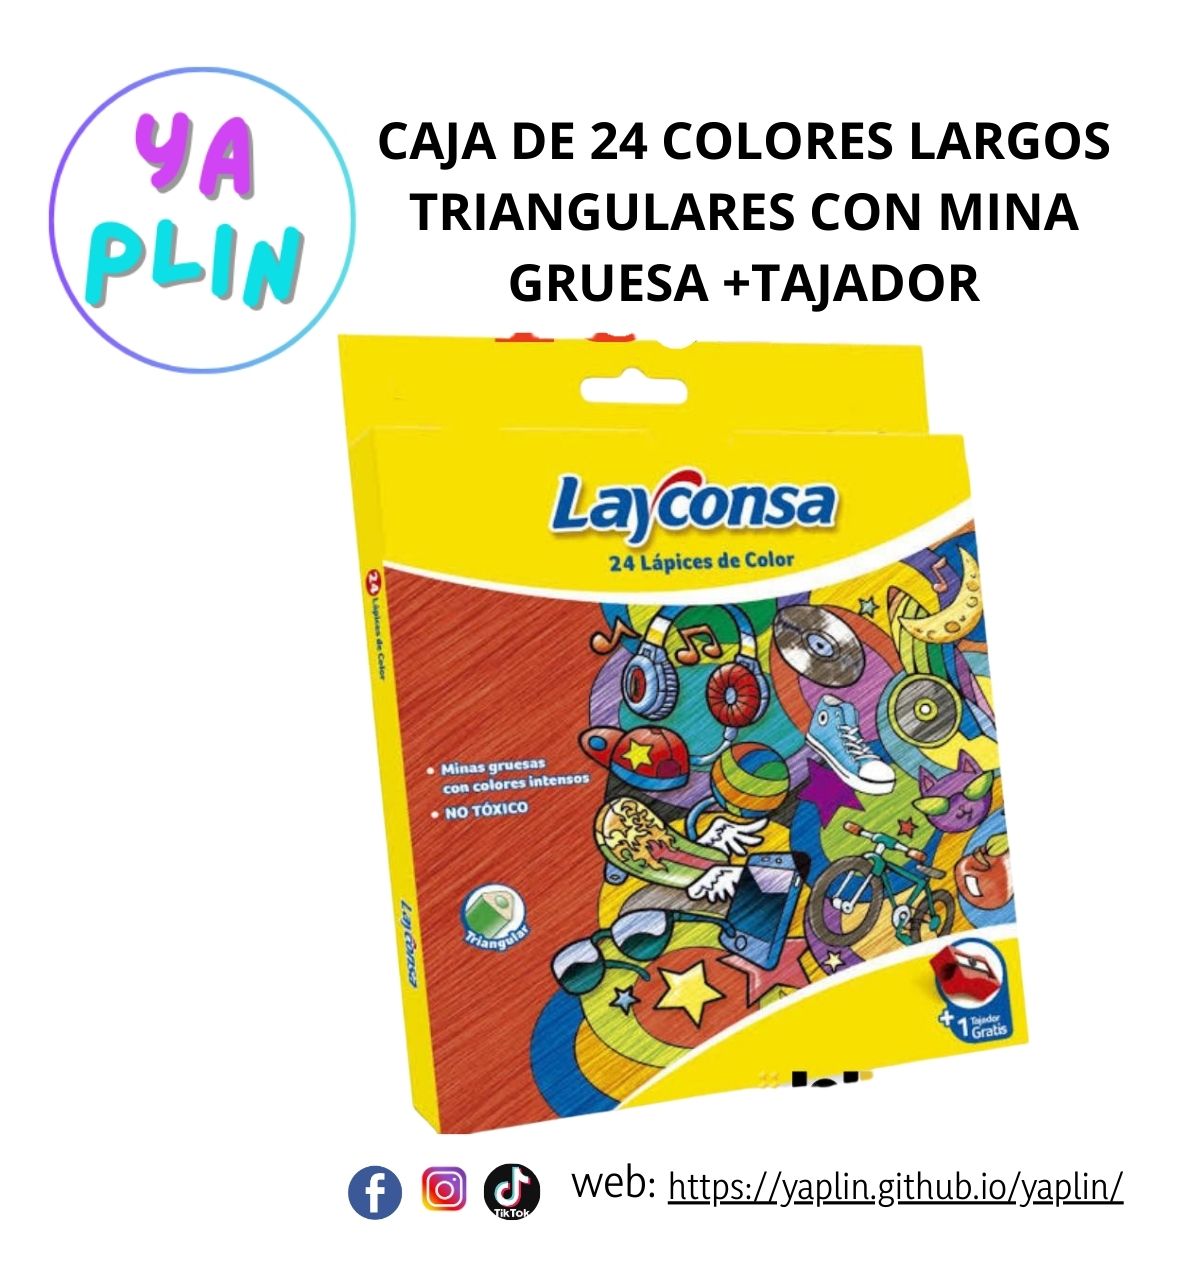 YA
PLIN
CAJA DE 24 COLORES LARGOS
TRIANGULARES CON MINA
GRUESA +TAJADOR
Layconsa
24 Lápices de Color
24 Lápices de Color
• Minas gruesas
con colores intensos
• NO TÓXICO
Triangular
Layconsa
+1 Tajador
Gratis
TikTok
web: https://yaplin.github.io/yaplin/